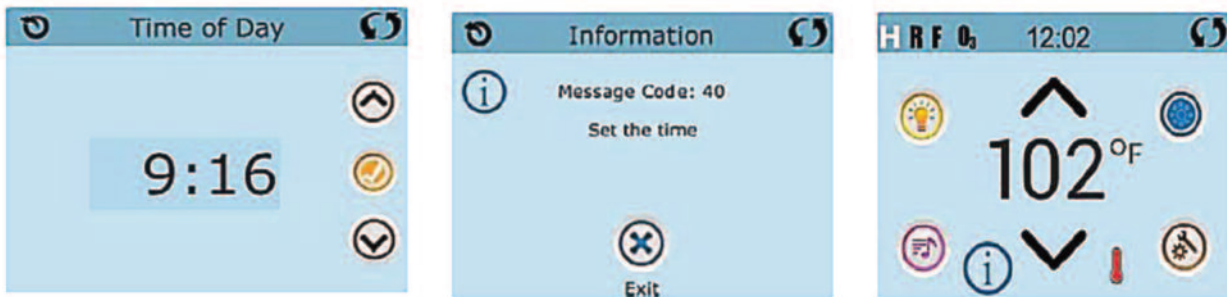 Time of Day
9:16
Information
Message Code: 40
Set the time
Exit
H R F O₃ 12:02
102°F